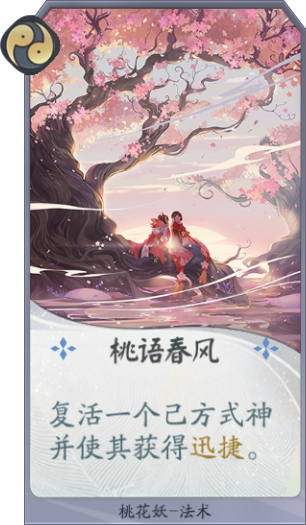 桃语春风
复活一个己方式神
并使其获得迅捷。
桃花妖–法术